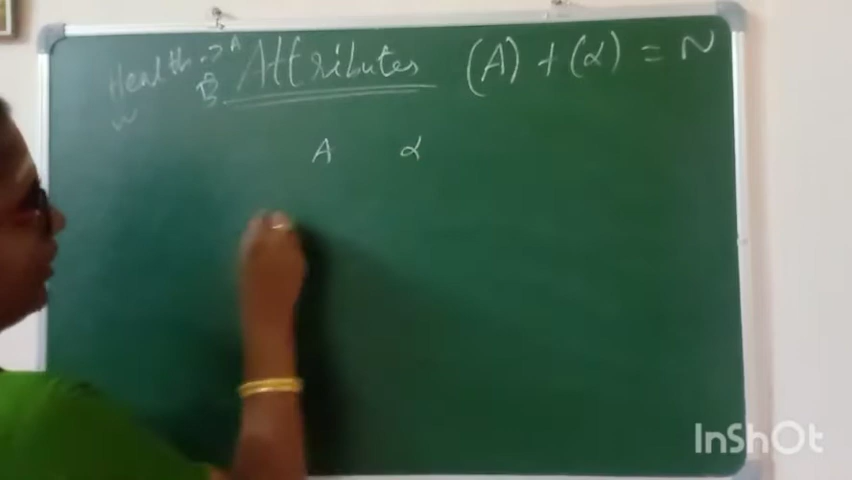 Health → A Attributes (A) + (α) = N
B
A α
InShOt